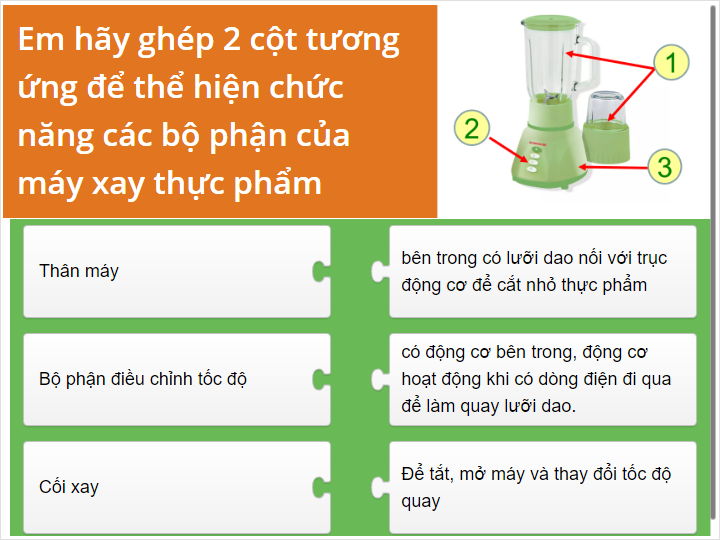 Em hãy ghép 2 cột tương
ứng để thể hiện chức
năng các bộ phận của
máy xay thực phẩm
1
2
3
Thân máy
bên trong có lưỡi dao nối với trục
động cơ để cắt nhỏ thực phẩm
Bộ phận điều chỉnh tốc độ
có động cơ bên trong, động cơ
hoạt động khi có dòng điện đi qua
để làm quay lưỡi dao.
Cối xay
Để tắt, mở máy và thay đổi tốc độ
quay